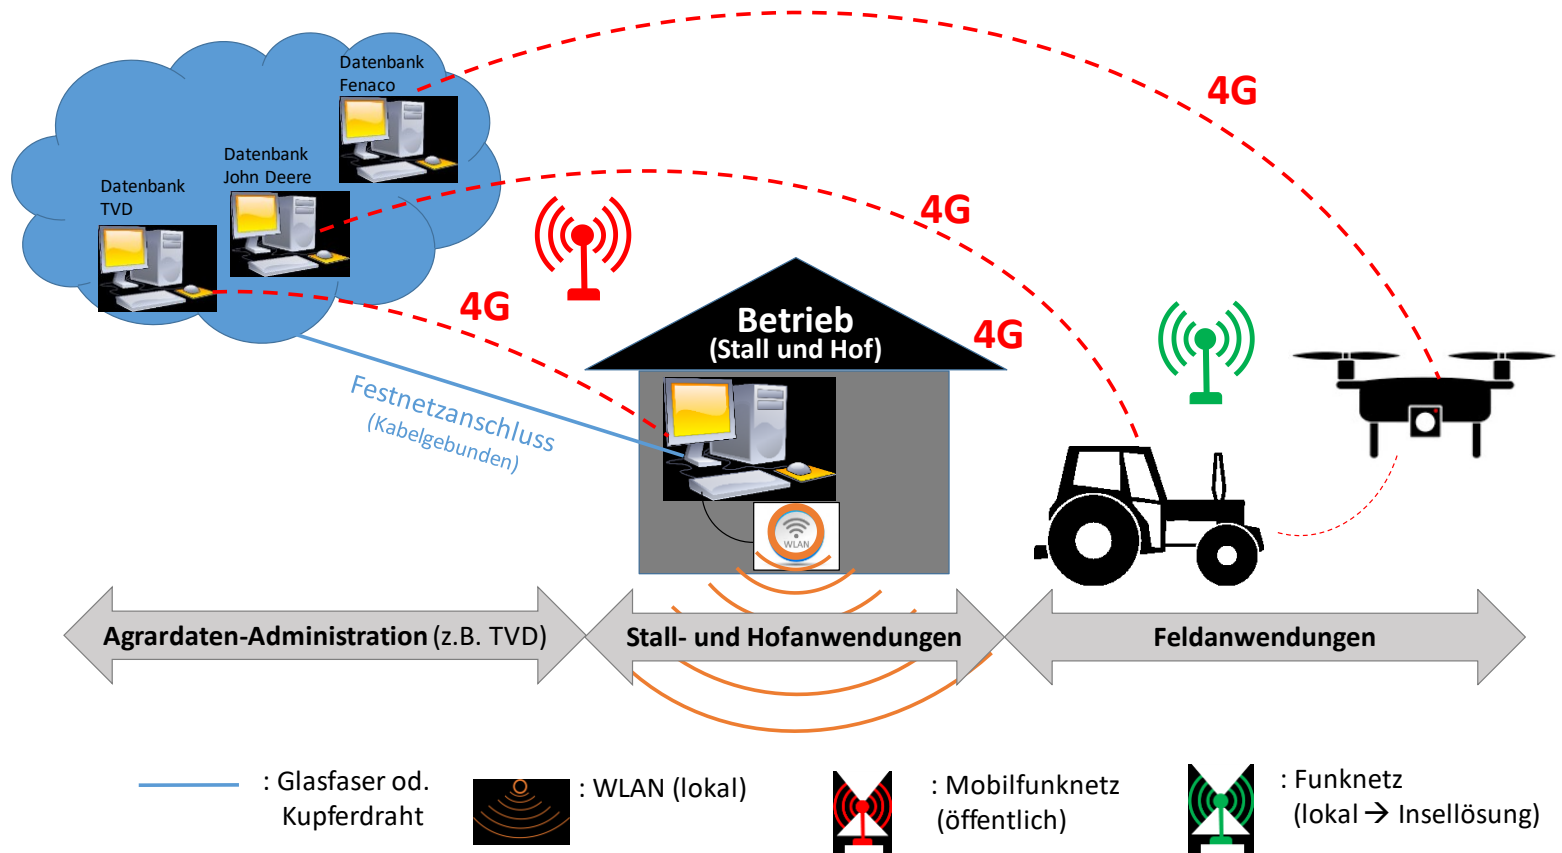 Datenbank
Fenaco
Datenbank
John Deere
Datenbank
TVD
4G
4G
4G
4G
Betrieb
(Stall und Hof)
Festnetzanschluss
(Kabelgebunden)
WLAN
Agrardaten-Administration (z.B. TVD)
Stall- und Hofanwendungen
Feldanwendungen
: Glasfaser od.
Kupferdraht
: WLAN (lokal)
: Mobilfunknetz
(öffentlich)
: Funknetz
(lokal → Insellösung)